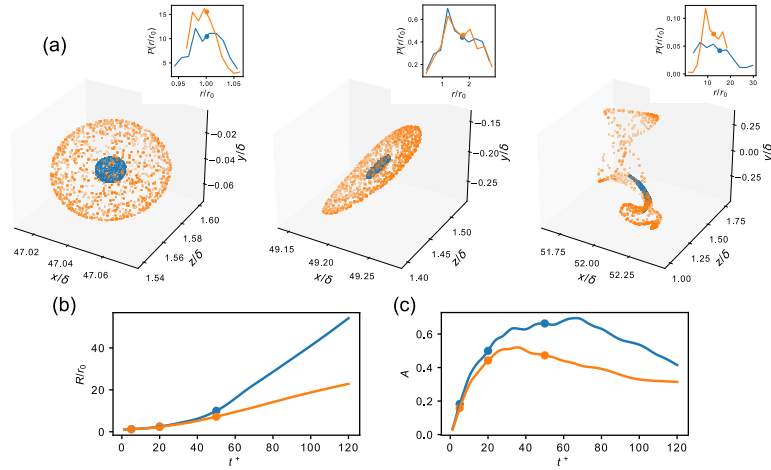 (a)
𝒫(r/r₀)
15
10
5
0.95
1.00
1.05
r/r₀
𝒫(r/r₀)
0.6
0.4
0.2
1
2
r/r₀
𝒫(r/r₀)
0.10
0.05
0.00
10
20
30
r/r₀
−0.02
−0.04
−0.06
y/δ
1.60
1.58
1.56
1.54
z/δ
47.02
47.04
47.06
x/δ
−0.15
−0.20
−0.25
y/δ
1.50
1.45
1.40
z/δ
49.15
49.20
49.25
x/δ
0.25
0.00
−0.25
y/δ
1.75
1.50
1.25
1.00
z/δ
51.75
52.00
52.25
x/δ
(b)
R/r₀
40
20
0
0 20 40 60 80 100 120
t⁺
(c)
A
0.6
0.4
0.2
0.0
0 20 40 60 80 100 120
t⁺